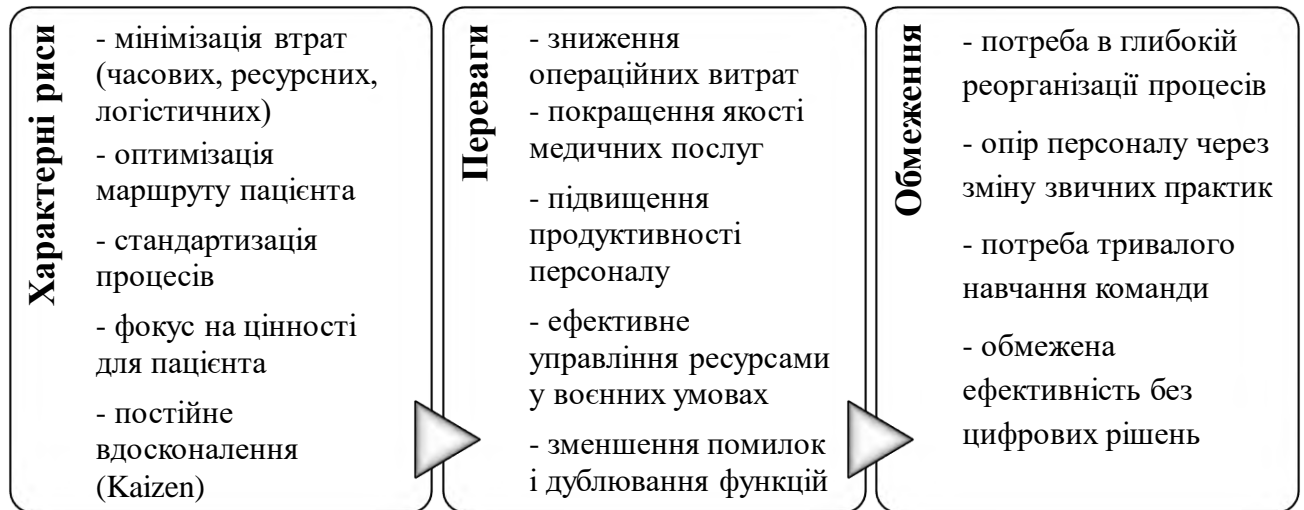 Характерні риси
- мінімізація втрат
(часових, ресурсних,
логістичних)
- оптимізація
маршруту пацієнта
- стандартизація
процесів
- фокус на цінності
для пацієнта
- постійне
вдосконалення
(Kaizen)
Переваги
- зниження
операційних витрат
- покращення якості
медичних послуг
- підвищення
продуктивності
персоналу
- ефективне
управління ресурсами
у воєнних умовах
- зменшення помилок
і дублювання функцій
Обмеження
- потреба в глибокій
реорганізації процесів
- опір персоналу через
зміну звичних практик
- потреба тривалого
навчання команди
- обмежена
ефективність без
цифрових рішень